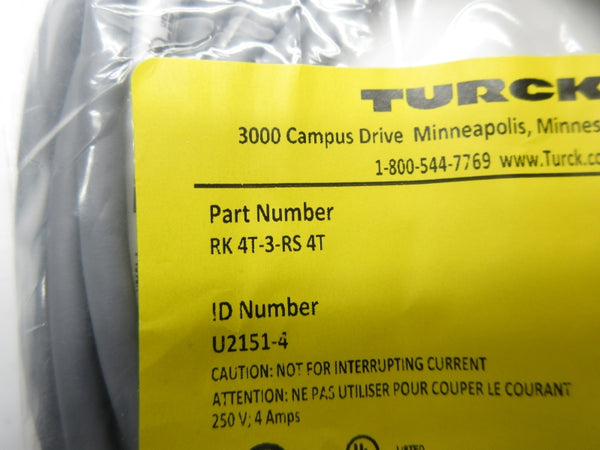 TURCK
3000 Campus Drive Minneapolis, Minnes
1-800-544-7769 www.Turck.co
Part Number
RK 4T-3-RS 4T
ID Number
U2151-4
CAUTION: NOT FOR INTERRUPTING CURRENT
ATTENTION: NE PAS UTILISER POUR COUPER LE COURANT
250 V; 4 Amps
UL LISTED